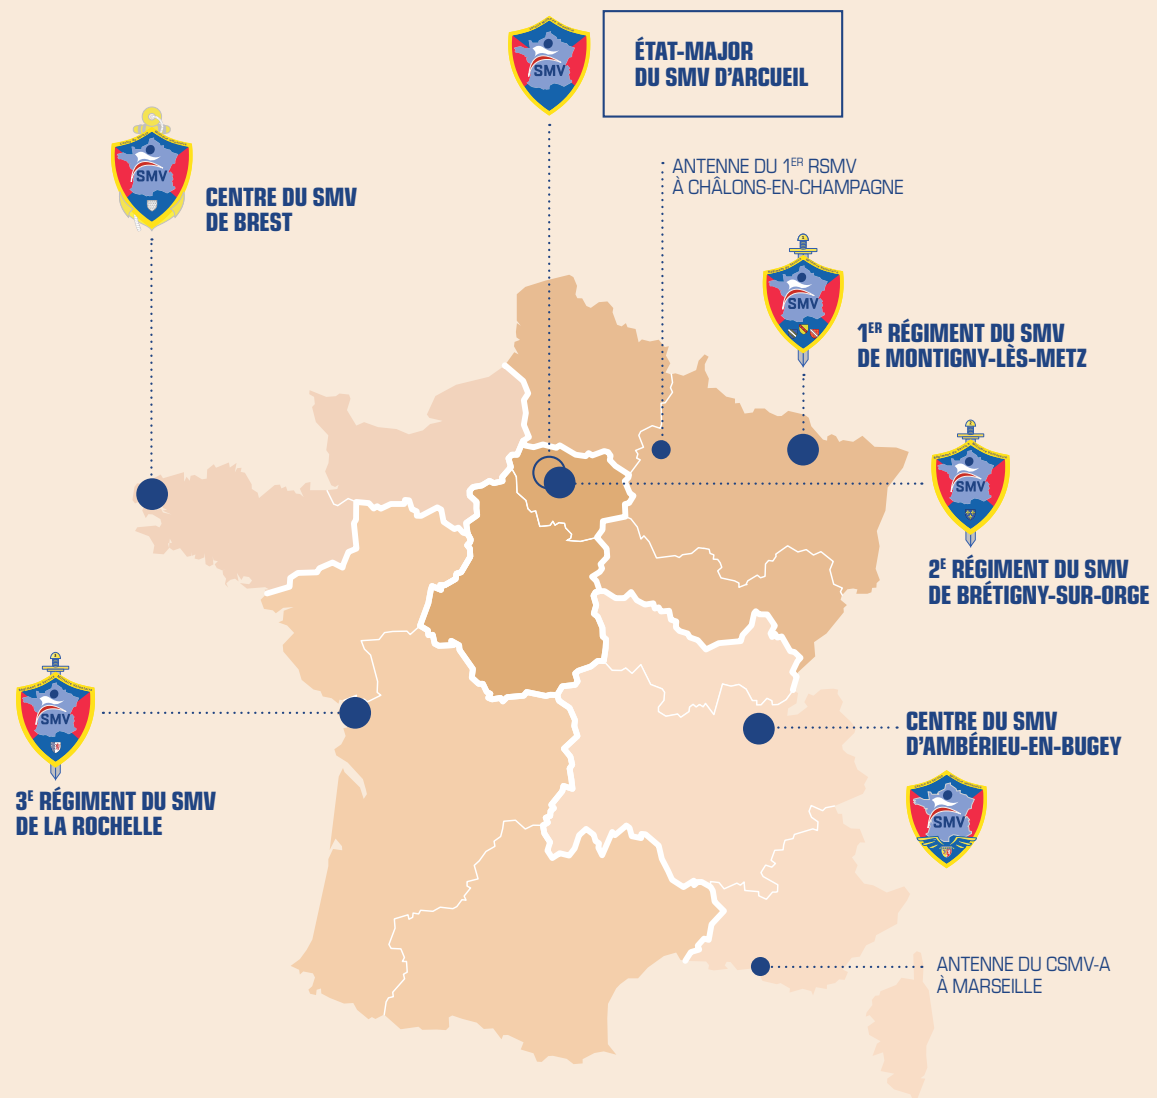 SMV
ÉTAT-MAJOR
DU SMV D'ARCUEIL
SMV
CENTRE DU SMV
DE BREST
ANTENNE DU 1ER RSMV
À CHÂLONS-EN-CHAMPAGNE
SMV
1ER RÉGIMENT DU SMV
DE MONTIGNY-LÈS-METZ
SMV
2E RÉGIMENT DU SMV
DE BRÉTIGNY-SUR-ORGE
SMV
3E RÉGIMENT DU SMV
DE LA ROCHELLE
CENTRE DU SMV
D'AMBÉRIEU-EN-BUGEY
SMV
ANTENNE DU CSMV-A
À MARSEILLE